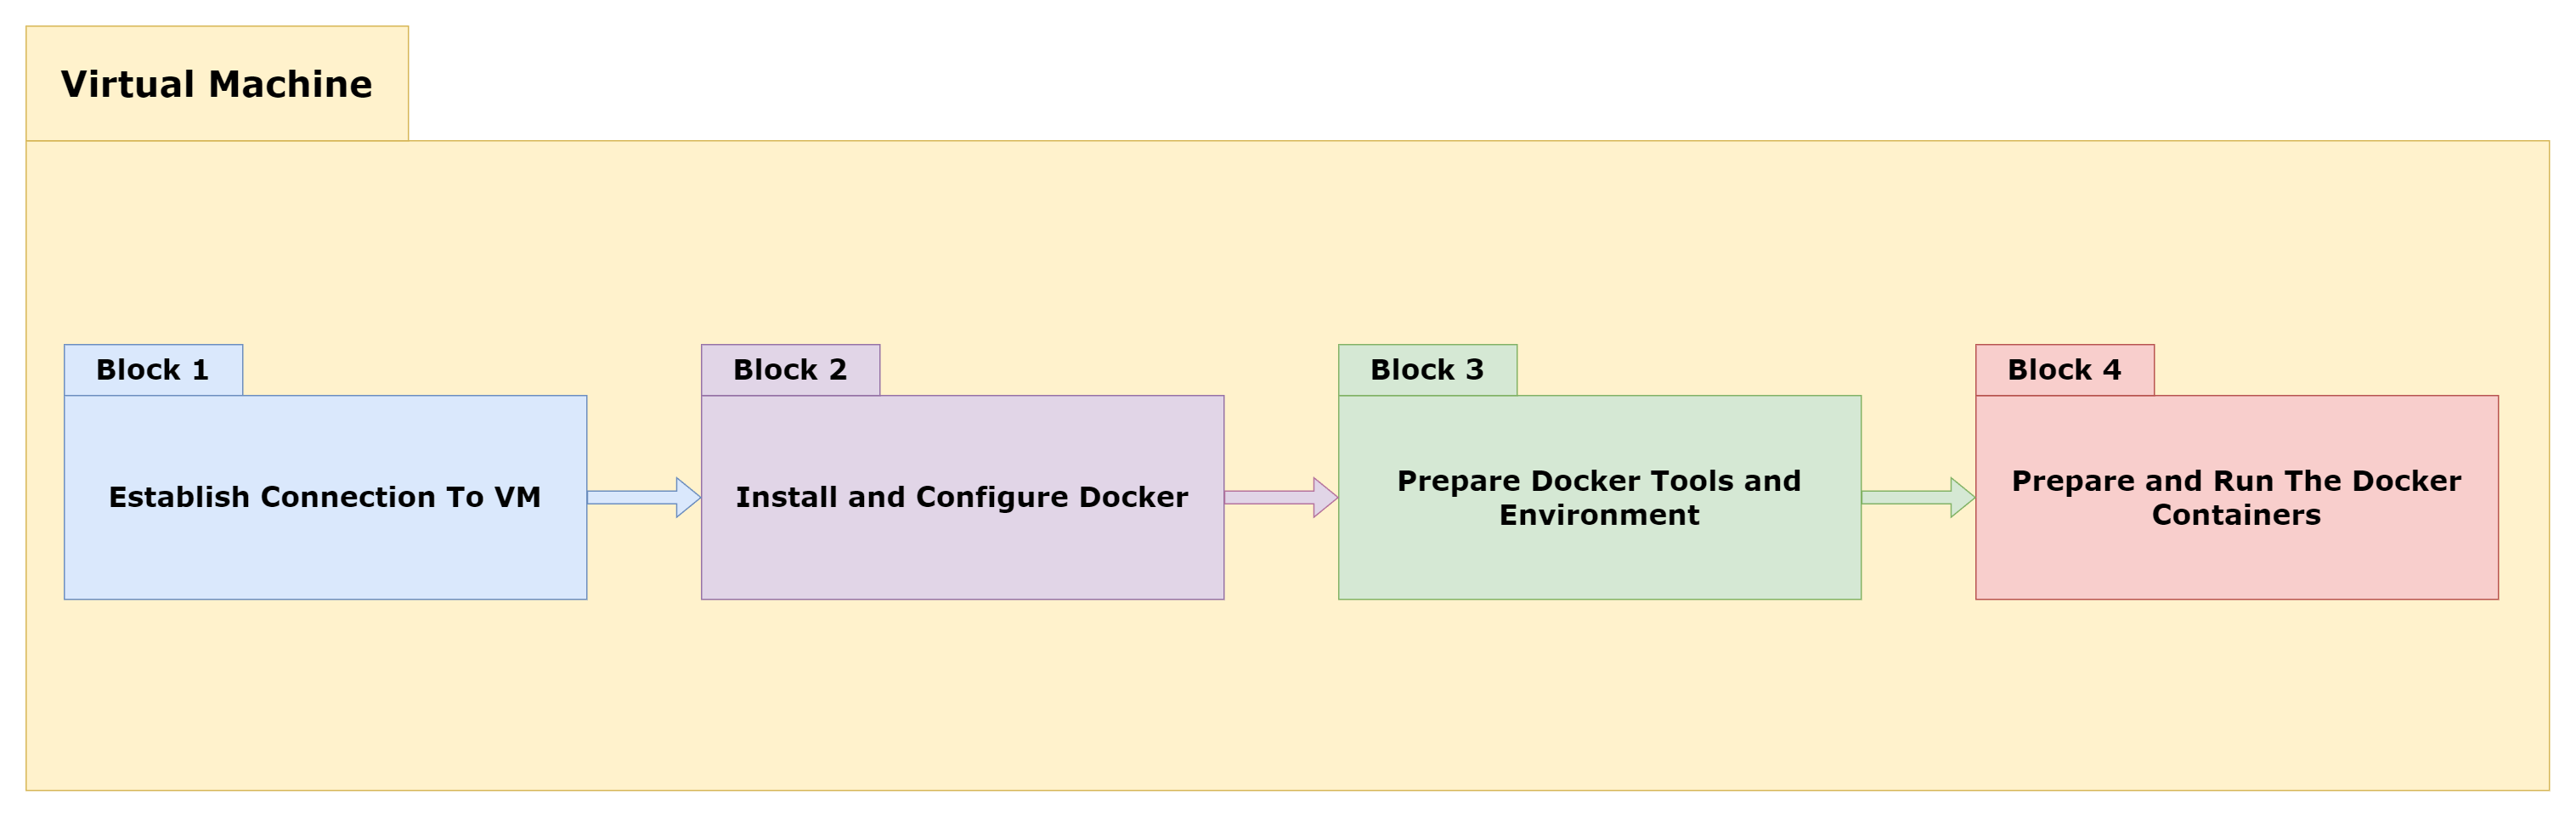 Virtual Machine
Block 1
Establish Connection To VM
Block 2
Install and Configure Docker
Block 3
Prepare Docker Tools and
Environment
Block 4
Prepare and Run The Docker
Containers